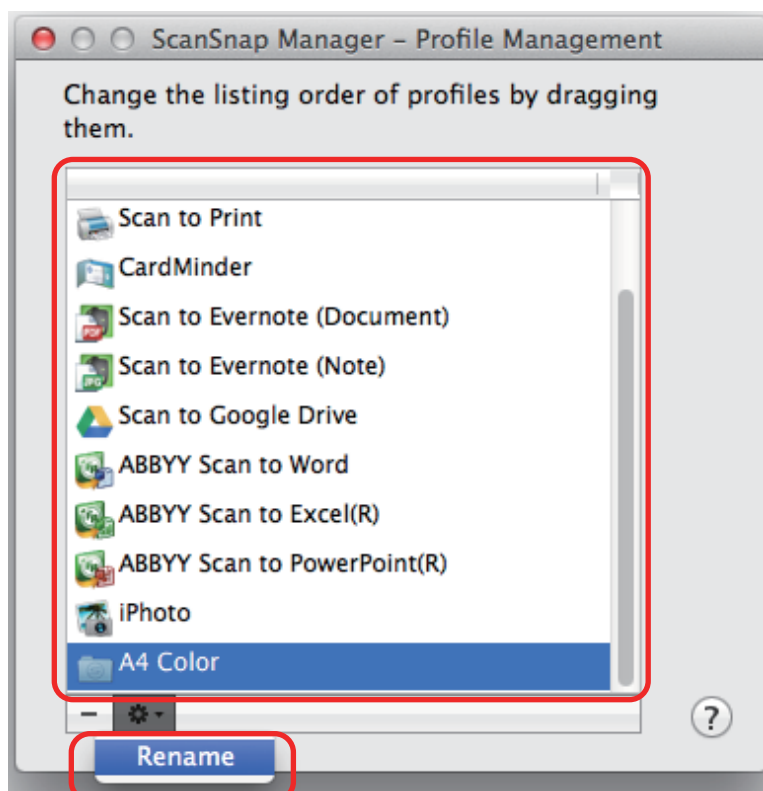 ScanSnap Manager – Profile Management
Change the listing order of profiles by dragging
them.
Scan to Print
CardMinder
Scan to Evernote (Document)
Scan to Evernote (Note)
Scan to Google Drive
ABBYY Scan to Word
ABBYY Scan to Excel(R)
ABBYY Scan to PowerPoint(R)
iPhoto
A4 Color
?
Rename